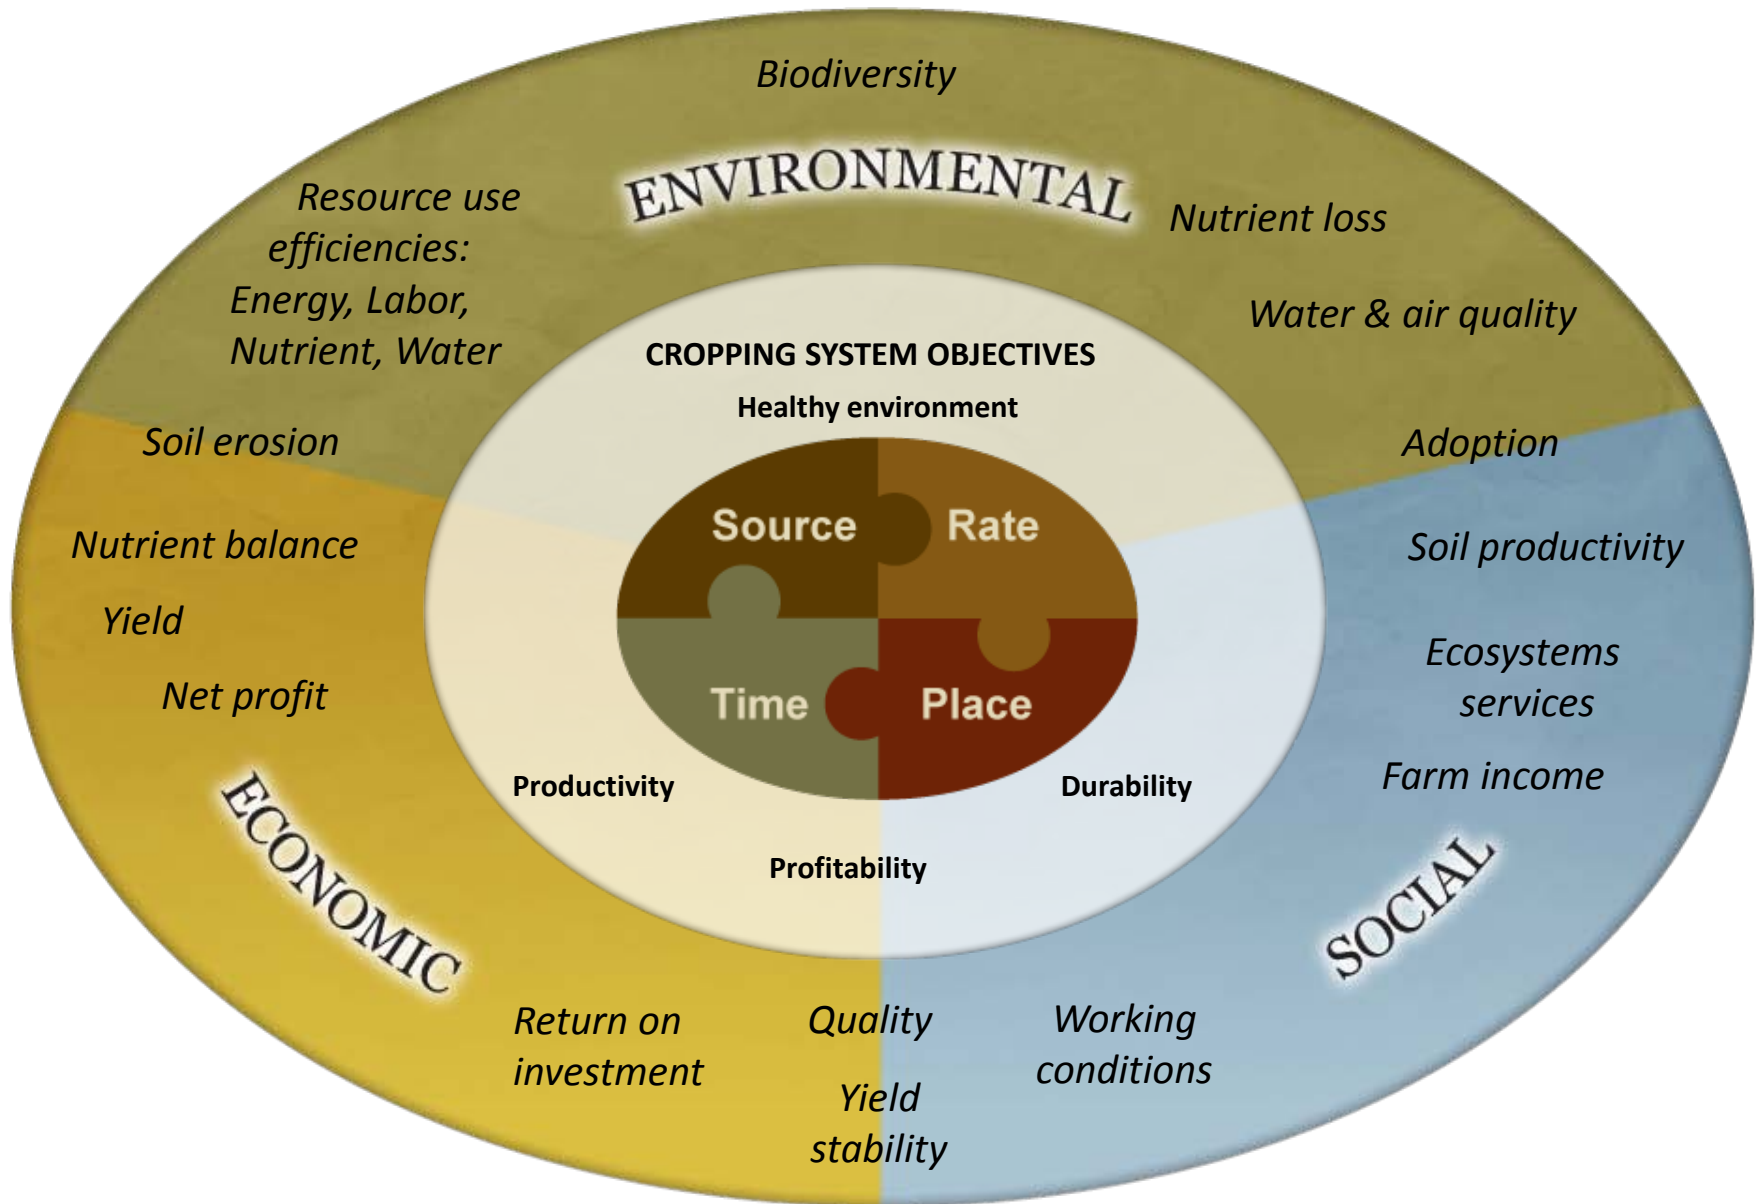 Biodiversity
ENVIRONMENTAL
Resource use
efficiencies:
Energy, Labor,
Nutrient, Water
Nutrient loss
Water & air quality
CROPPING SYSTEM OBJECTIVES
Healthy environment
Soil erosion
Adoption
Source
Rate
Nutrient balance
Soil productivity
Yield
Ecosystems
services
Net profit
Time
Place
Farm income
Productivity
Durability
Profitability
ECONOMIC
SOCIAL
Return on
investment
Quality
Working
conditions
Yield
stability